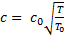 c = c₀√(T/T₀)